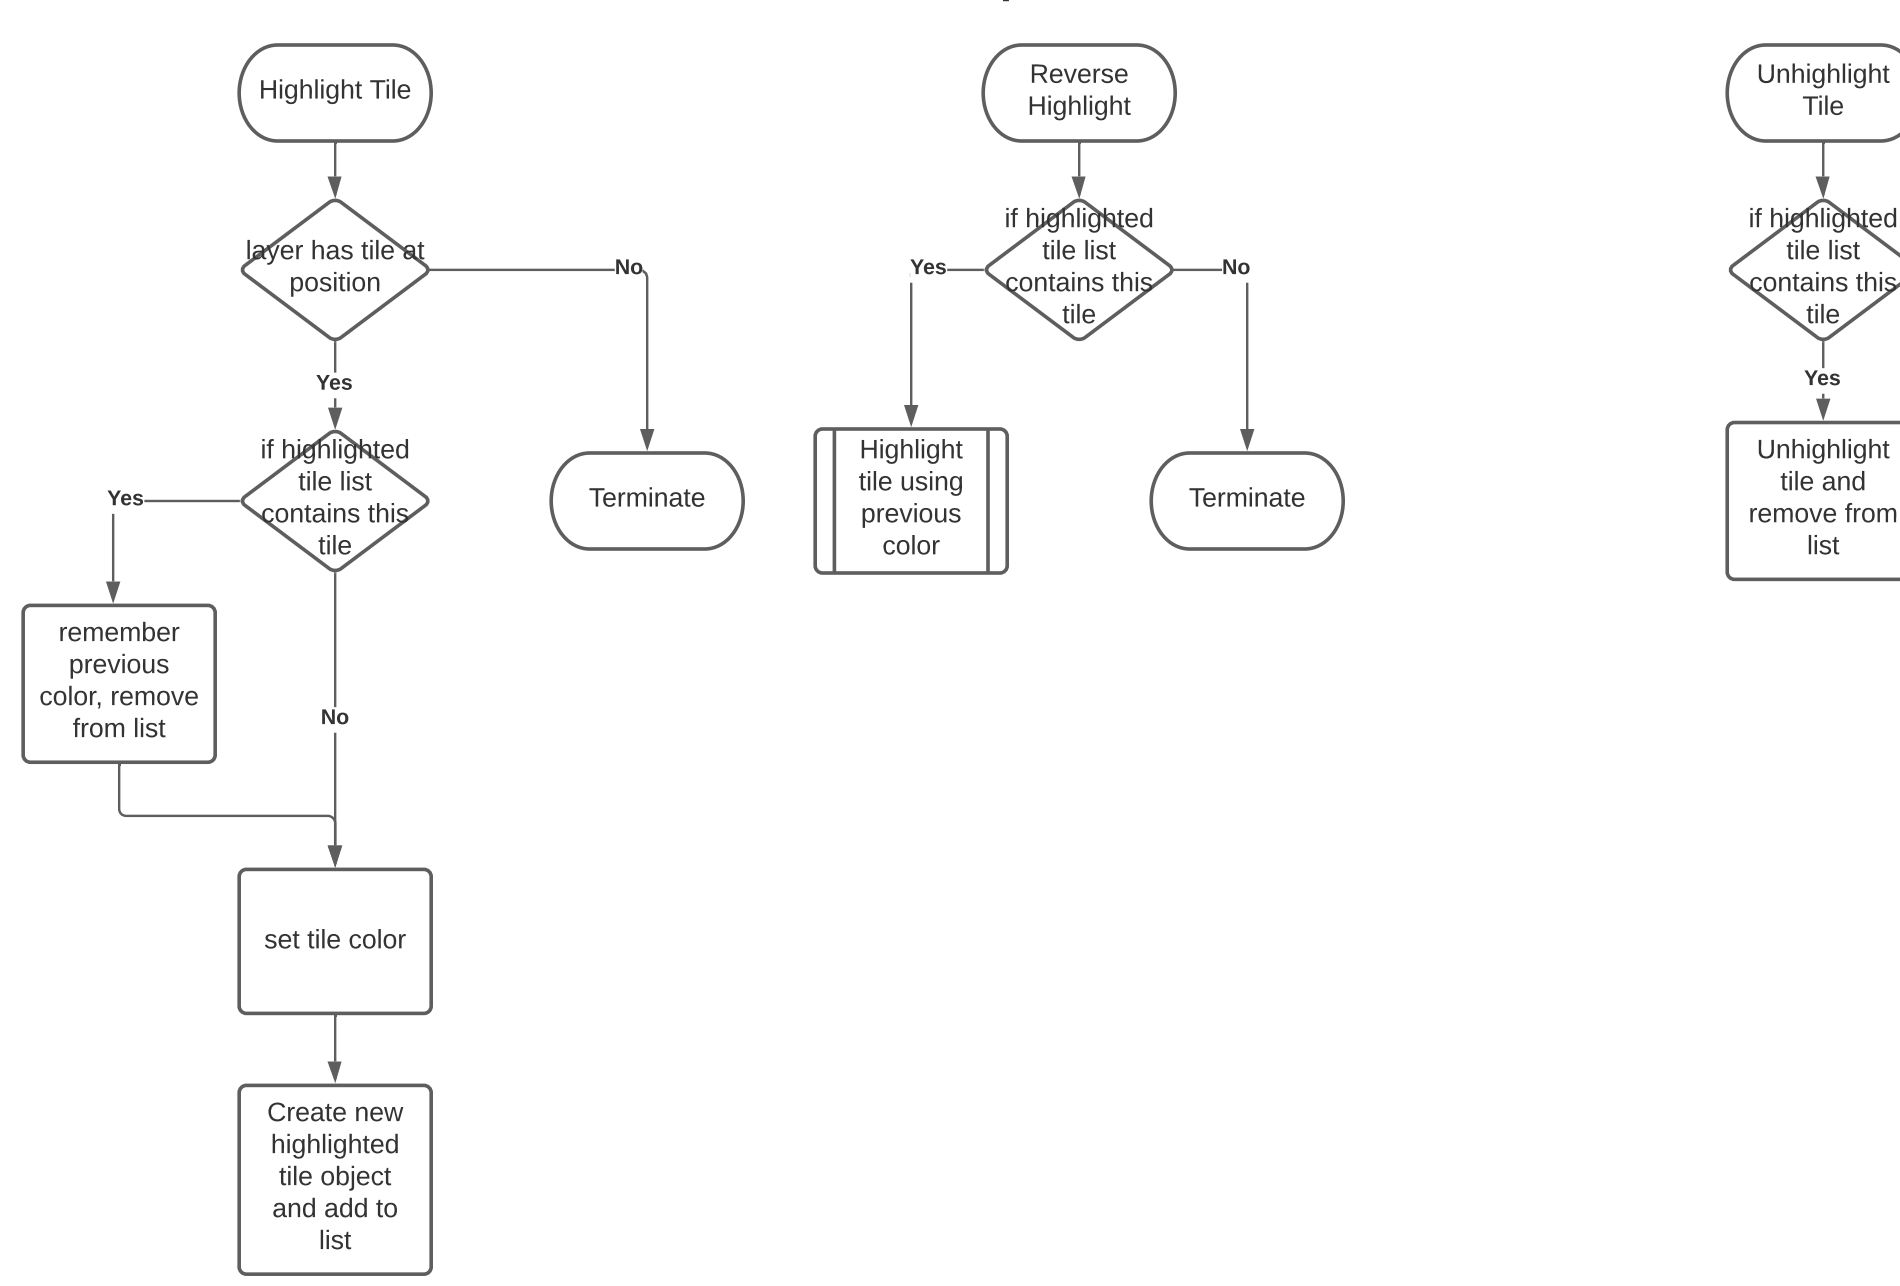 Highlight Tile
layer has tile at
position
No
Yes
if highlighted
tile list
contains this
tile
Yes
No
Terminate
remember
previous
color, remove
from list
set tile color
Create new
highlighted
tile object
and add to
list
Reverse
Highlight
if highlighted
tile list
contains this
tile
Yes
No
Highlight
tile using
previous
color
Terminate
Unhighlight
Tile
if highlighted
tile list
contains this
tile
Yes
Unhighlight
tile and
remove from
list